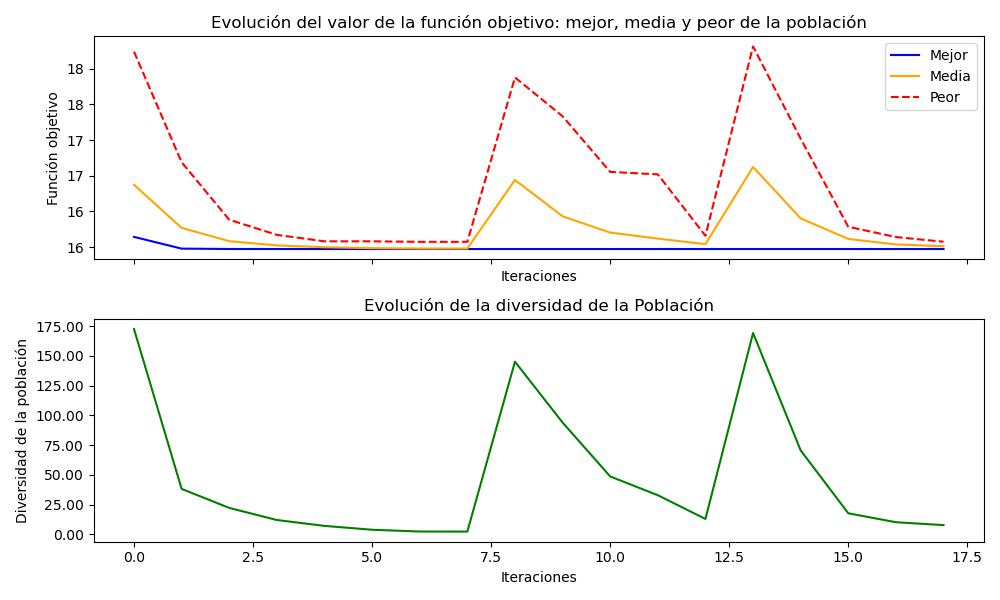 Evolución del valor de la función objetivo: mejor, media y peor de la población
Función objetivo
18
18
17
17
16
16
Mejor
Media
Peor
Iteraciones
Evolución de la diversidad de la Población
Diversidad de la población
175.00
150.00
125.00
100.00
75.00
50.00
25.00
0.00
0.0 2.5 5.0 7.5 10.0 12.5 15.0 17.5
Iteraciones